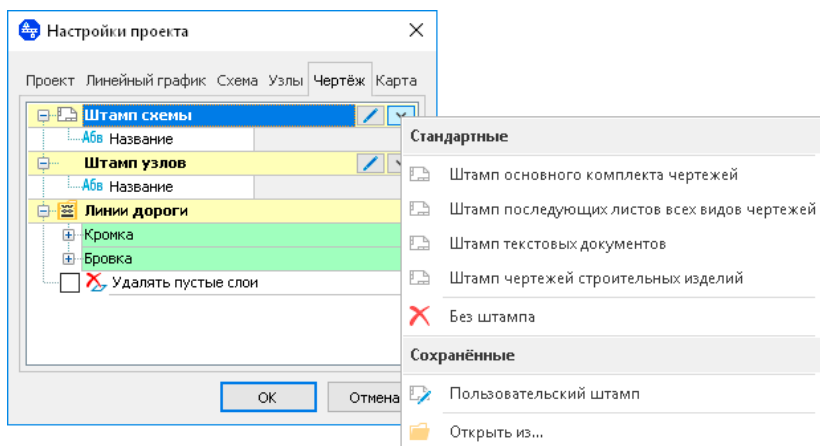 Настройки проекта
Проект Линейный график Схема Узлы Чертёж Карта
Штамп схемы
Абв Название
Штамп узлов
Абв Название
Линии дороги
Кромка
Бровка
Удалять пустые слои
OK Отмена
Стандартные
Штамп основного комплекта чертежей
Штамп последующих листов всех видов чертежей
Штамп текстовых документов
Штамп чертежей строительных изделий
Без штампа
Сохранённые
Пользовательский штамп
Открыть из...